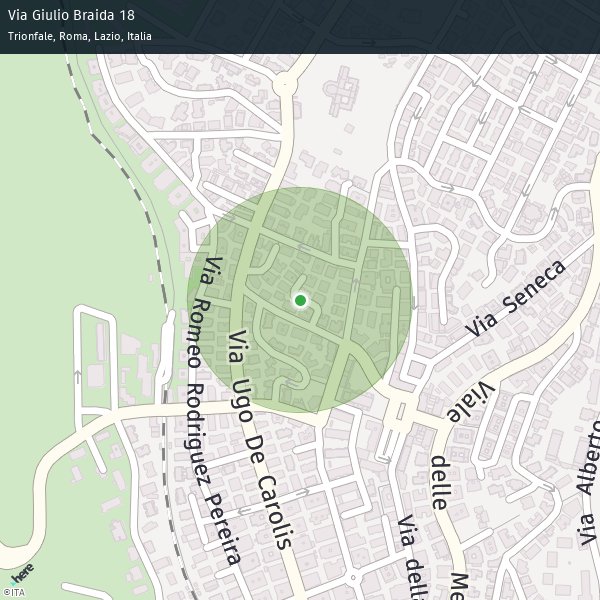 Via Giulio Braida 18
Trionfale, Roma, Lazio, Italia
Via Seneca
Via Romeo Rodriguez Pereira
Via Ugo De Carolis
Viale delle Me
Via Alberto
Via della
here
©ITA